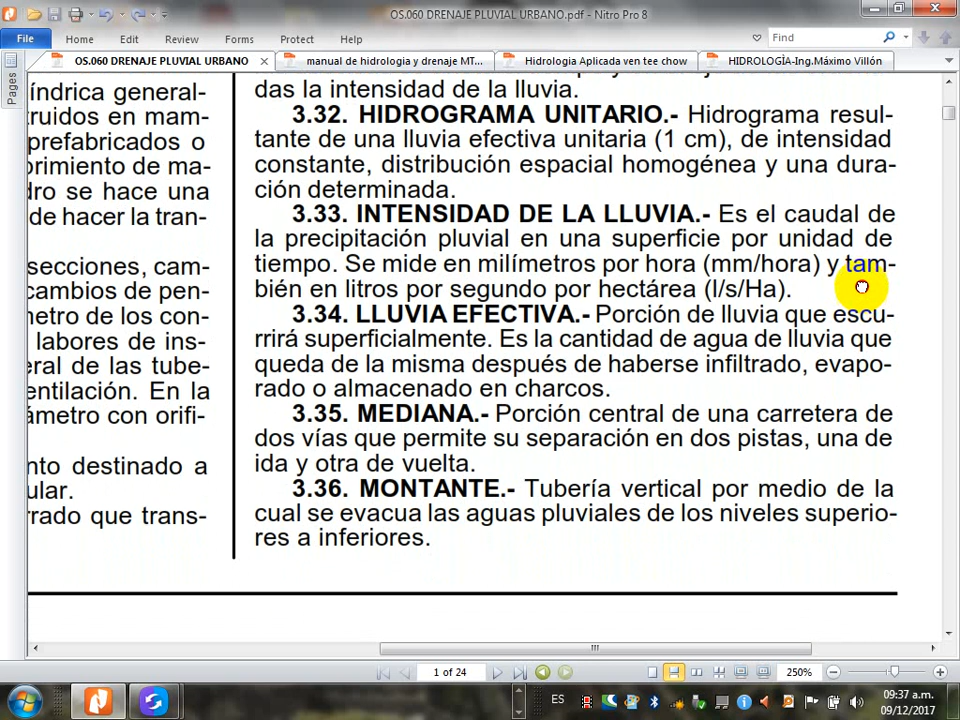 OS.060 DRENAJE PLUVIAL URBANO.pdf - Nitro Pro 8
File Home Edit Review Forms Protect Help Find
OS.060 DRENAJE PLUVIAL URBANO manual de hidrologia y drenaje MT... Hidrologia Aplicada ven tee chow HIDROLOGÍA-Ing.Máximo Villón
Pages
índrica general-
truidos en mam-
prefabricados o
primiento de ma-
dro se hace una
de hacer la tran-
secciones, cam-
cambios de pen-
metro de los con-
labores de ins-
eral de las tube-
entilación. En la
ámetro con orifi-
nto destinado a
ular.
rrado que trans-
das la intensidad de la lluvia.
3.32. HIDROGRAMA UNITARIO.- Hidrograma resul-
tante de una lluvia efectiva unitaria (1 cm), de intensidad
constante, distribución espacial homogénea y una dura-
ción determinada.
3.33. INTENSIDAD DE LA LLUVIA.- Es el caudal de
la precipitación pluvial en una superficie por unidad de
tiempo. Se mide en milímetros por hora (mm/hora) y tam-
bién en litros por segundo por hectárea (l/s/Ha).
3.34. LLUVIA EFECTIVA.- Porción de lluvia que escu-
rrirá superficialmente. Es la cantidad de agua de lluvia que
queda de la misma después de haberse infiltrado, evapo-
rado o almacenado en charcos.
3.35. MEDIANA.- Porción central de una carretera de
dos vías que permite su separación en dos pistas, una de
ida y otra de vuelta.
3.36. MONTANTE.- Tubería vertical por medio de la
cual se evacua las aguas pluviales de los niveles superio-
res a inferiores.
1 of 24 250%
ES 09:37 a.m.
09/12/2017